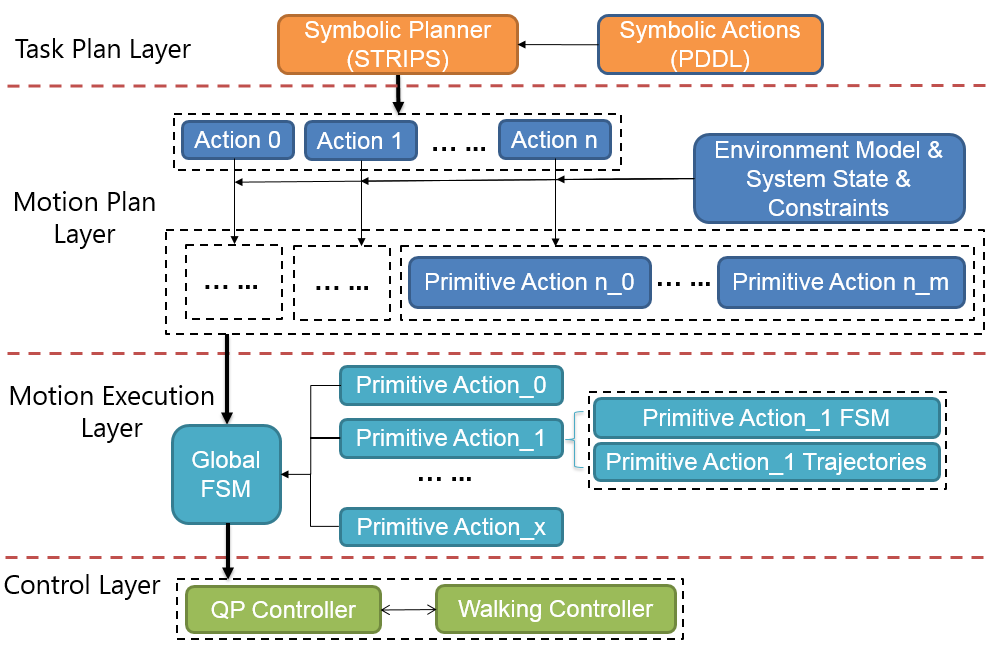 Task Plan Layer
Symbolic Planner
(STRIPS)
Symbolic Actions
(PDDL)
Action 0
Action 1
... ...
Action n
Environment Model &
System State &
Constraints
Motion Plan
Layer
... ...
... ...
Primitive Action n_0
... ...
Primitive Action n_m
Motion Execution
Layer
Global
FSM
Primitive Action_0
Primitive Action_1
... ...
Primitive Action_x
Primitive Action_1 FSM
Primitive Action_1 Trajectories
Control Layer
QP Controller
Walking Controller